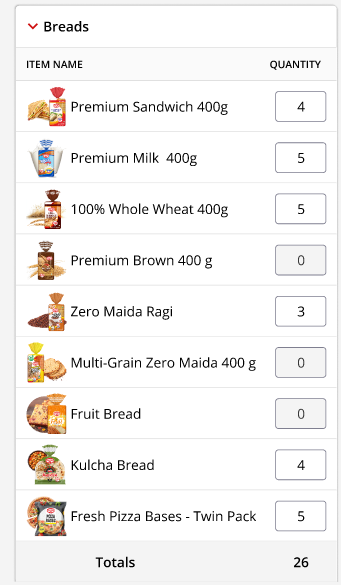 Breads
ITEM NAME QUANTITY
Premium Sandwich 400g 4
Premium Milk  400g 5
100% Whole Wheat 400g 5
Premium Brown 400 g 0
Zero Maida Ragi 3
Multi-Grain Zero Maida 400 g 0
Fruit Bread 0
Kulcha Bread 4
Fresh Pizza Bases - Twin Pack 5
Totals 26